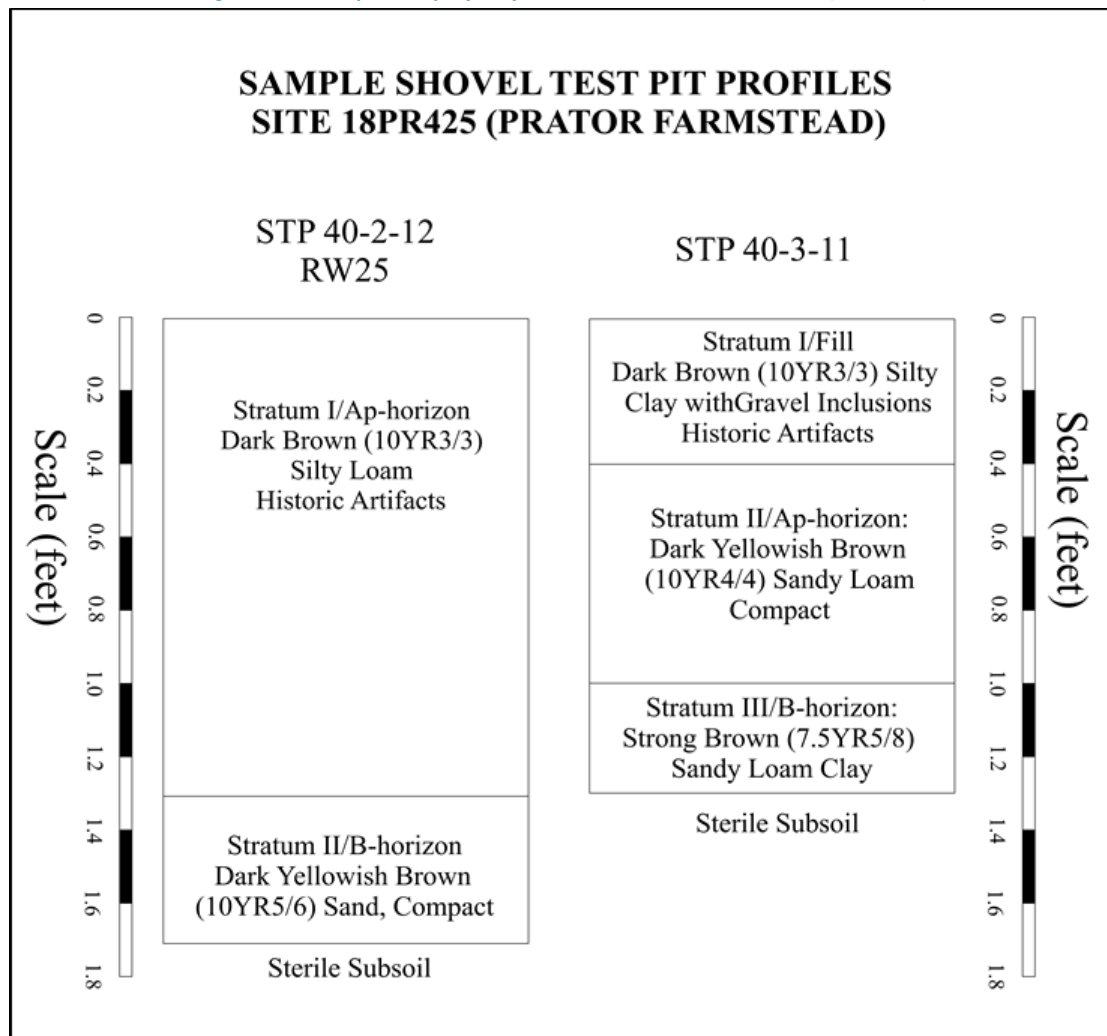 SAMPLE SHOVEL TEST PIT PROFILES
SITE 18PR425 (PRATOR FARMSTEAD)
STP 40-2-12
RW25
STP 40-3-11
Scale (feet)
0
0.2
0.4
0.6
0.8
1.0
1.2
1.4
1.6
1.8
Stratum I/Ap-horizon
Dark Brown (10YR3/3)
Silty Loam
Historic Artifacts
Stratum II/B-horizon
Dark Yellowish Brown
(10YR5/6) Sand, Compact
Sterile Subsoil
Stratum I/Fill
Dark Brown (10YR3/3) Silty
Clay withGravel Inclusions
Historic Artifacts
Stratum II/Ap-horizon:
Dark Yellowish Brown
(10YR4/4) Sandy Loam
Compact
Stratum III/B-horizon:
Strong Brown (7.5YR5/8)
Sandy Loam Clay
Sterile Subsoil
0
0.2
0.4
0.6
0.8
1.0
1.2
1.4
1.6
1.8
Scale (feet)